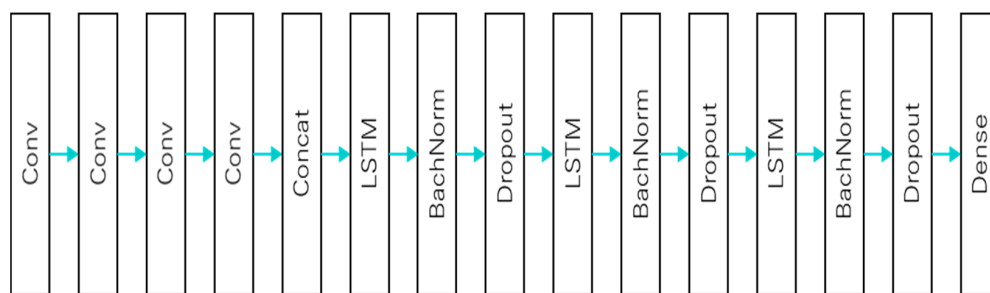 Conv
Conv
Conv
Conv
Concat
LSTM
BachNorm
Dropout
LSTM
BachNorm
Dropout
LSTM
BachNorm
Dropout
Dense